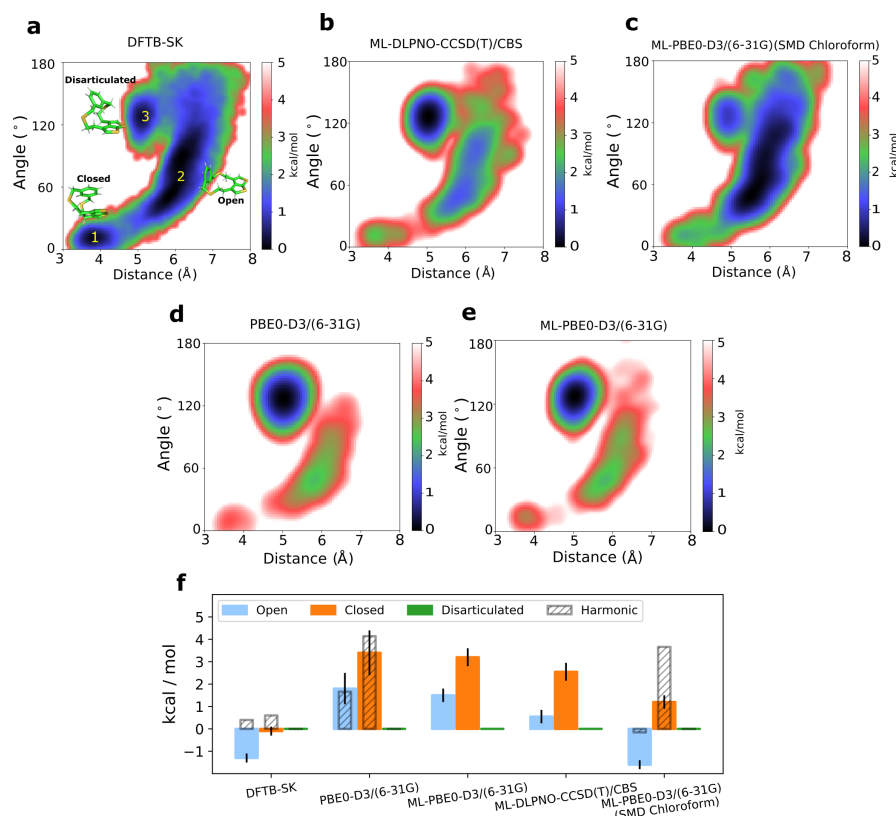 a
DFTB-SK
Disarticulated
Closed
Open
1
2
3
Angle (°)
180
120
60
0
3 4 5 6 7 8
Distance (Å)
5
4
3
2
1
0
kcal/mol
b
ML-DLPNO-CCSD(T)/CBS
Angle (°)
180
120
60
0
3 4 5 6 7 8
Distance (Å)
5
4
3
2
1
0
kcal/mol
c
ML-PBE0-D3/(6-31G)(SMD Chloroform)
Angle (°)
180
120
60
0
3 4 5 6 7 8
Distance (Å)
5
4
3
2
1
0
kcal/mol
d
PBE0-D3/(6-31G)
Angle (°)
180
120
60
0
3 4 5 6 7 8
Distance (Å)
5
4
3
2
1
0
kcal/mol
e
ML-PBE0-D3/(6-31G)
Angle (°)
180
120
60
0
3 4 5 6 7 8
Distance (Å)
5
4
3
2
1
0
kcal/mol
f
Open Closed Disarticulated Harmonic
kcal / mol
5
4
3
2
1
0
−1
DFTB-SK
PBE0-D3/(6-31G)
ML-PBE0-D3/(6-31G)
ML-DLPNO-CCSD(T)/CBS
ML-PBE0-D3/(6-31G)
(SMD Chloroform)